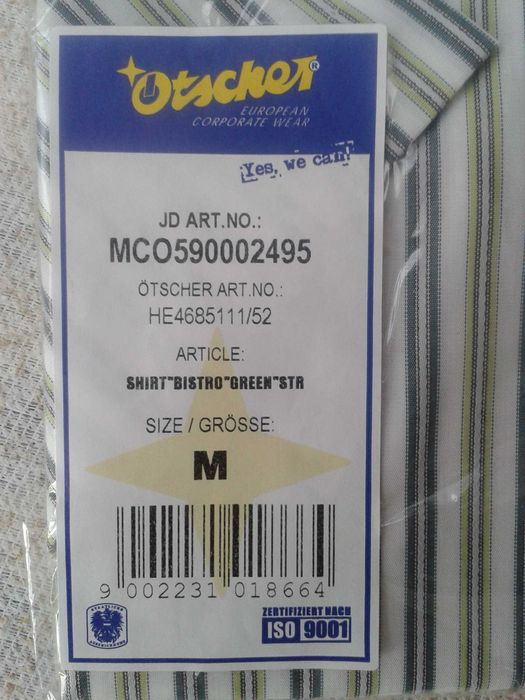 Ötscher®
EUROPEAN
CORPORATE WEAR
Yes, we can!
JD ART.NO.:
MCO590002495
ÖTSCHER ART.NO.:
HE4685111/52
ARTICLE:
SHIRT"BISTRO"GREEN"STR
SIZE / GRÖSSE:
M
9 002231 018664
ZERTIFIZIERT NACH
ISO 9001